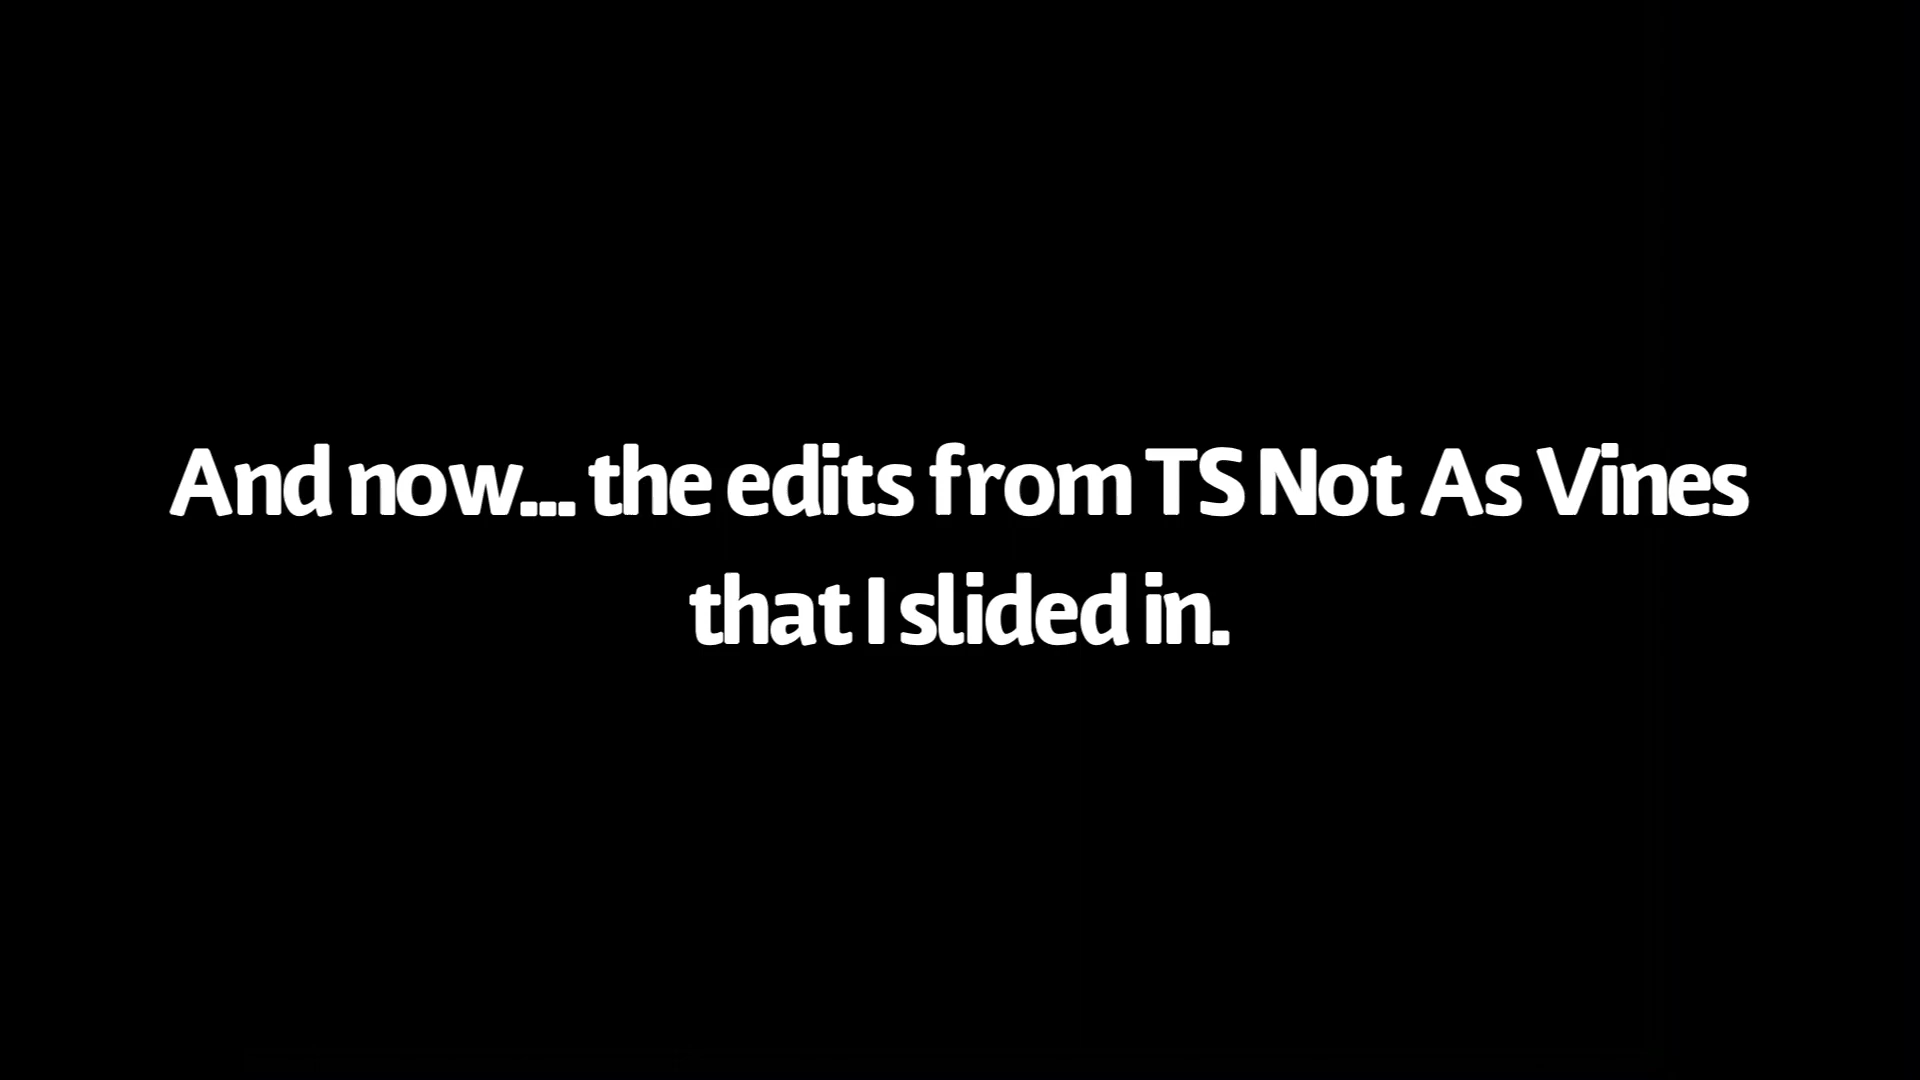 And now... the edits from TS Not As Vines
that I slided in.